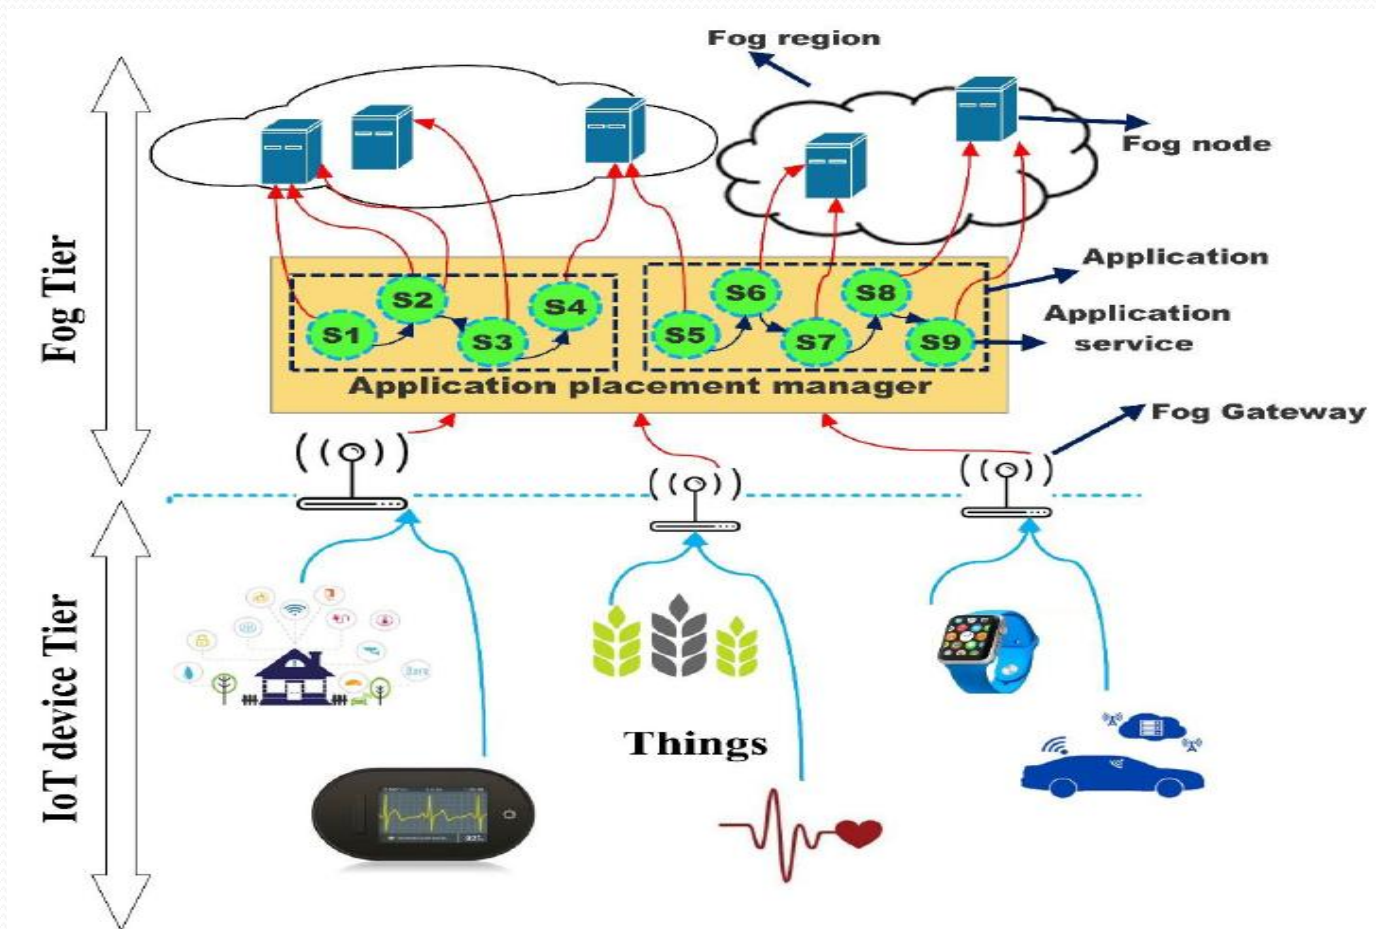 Fog region
Fog node
Fog Tier
Application
S1
S2
S3
S4
S5
S6
S7
S8
S9
Application
service
Application placement manager
Fog Gateway
IoT device Tier
Things